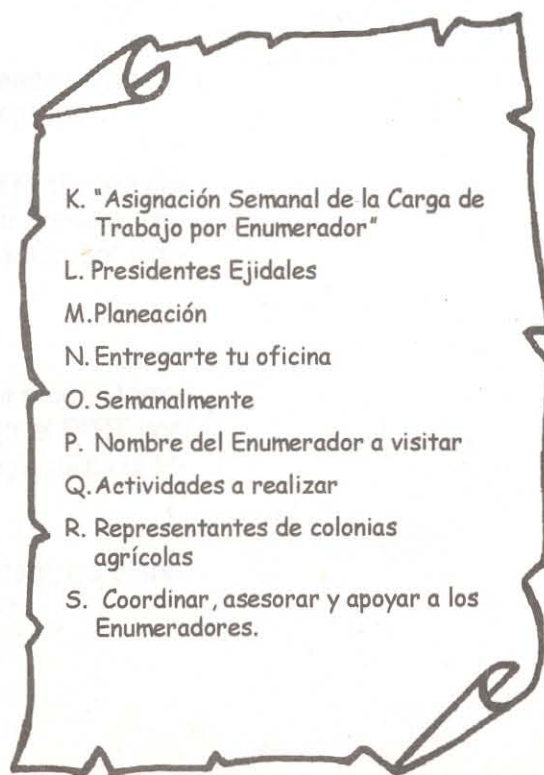 K. "Asignación Semanal de la Carga de
Trabajo por Enumerador"
L. Presidentes Ejidales
M.Planeación
N. Entregarte tu oficina
O. Semanalmente
P. Nombre del Enumerador a visitar
Q. Actividades a realizar
R. Representantes de colonias
agrícolas
S. Coordinar, asesorar y apoyar a los
Enumeradores.